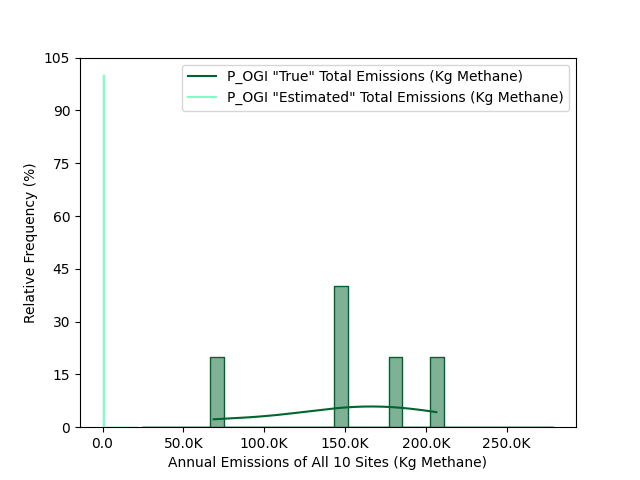 105
90
75
60
45
30
15
0
Relative Frequency (%)
P_OGI "True" Total Emissions (Kg Methane)
P_OGI "Estimated" Total Emissions (Kg Methane)
0.0 50.0K 100.0K 150.0K 200.0K 250.0K
Annual Emissions of All 10 Sites (Kg Methane)